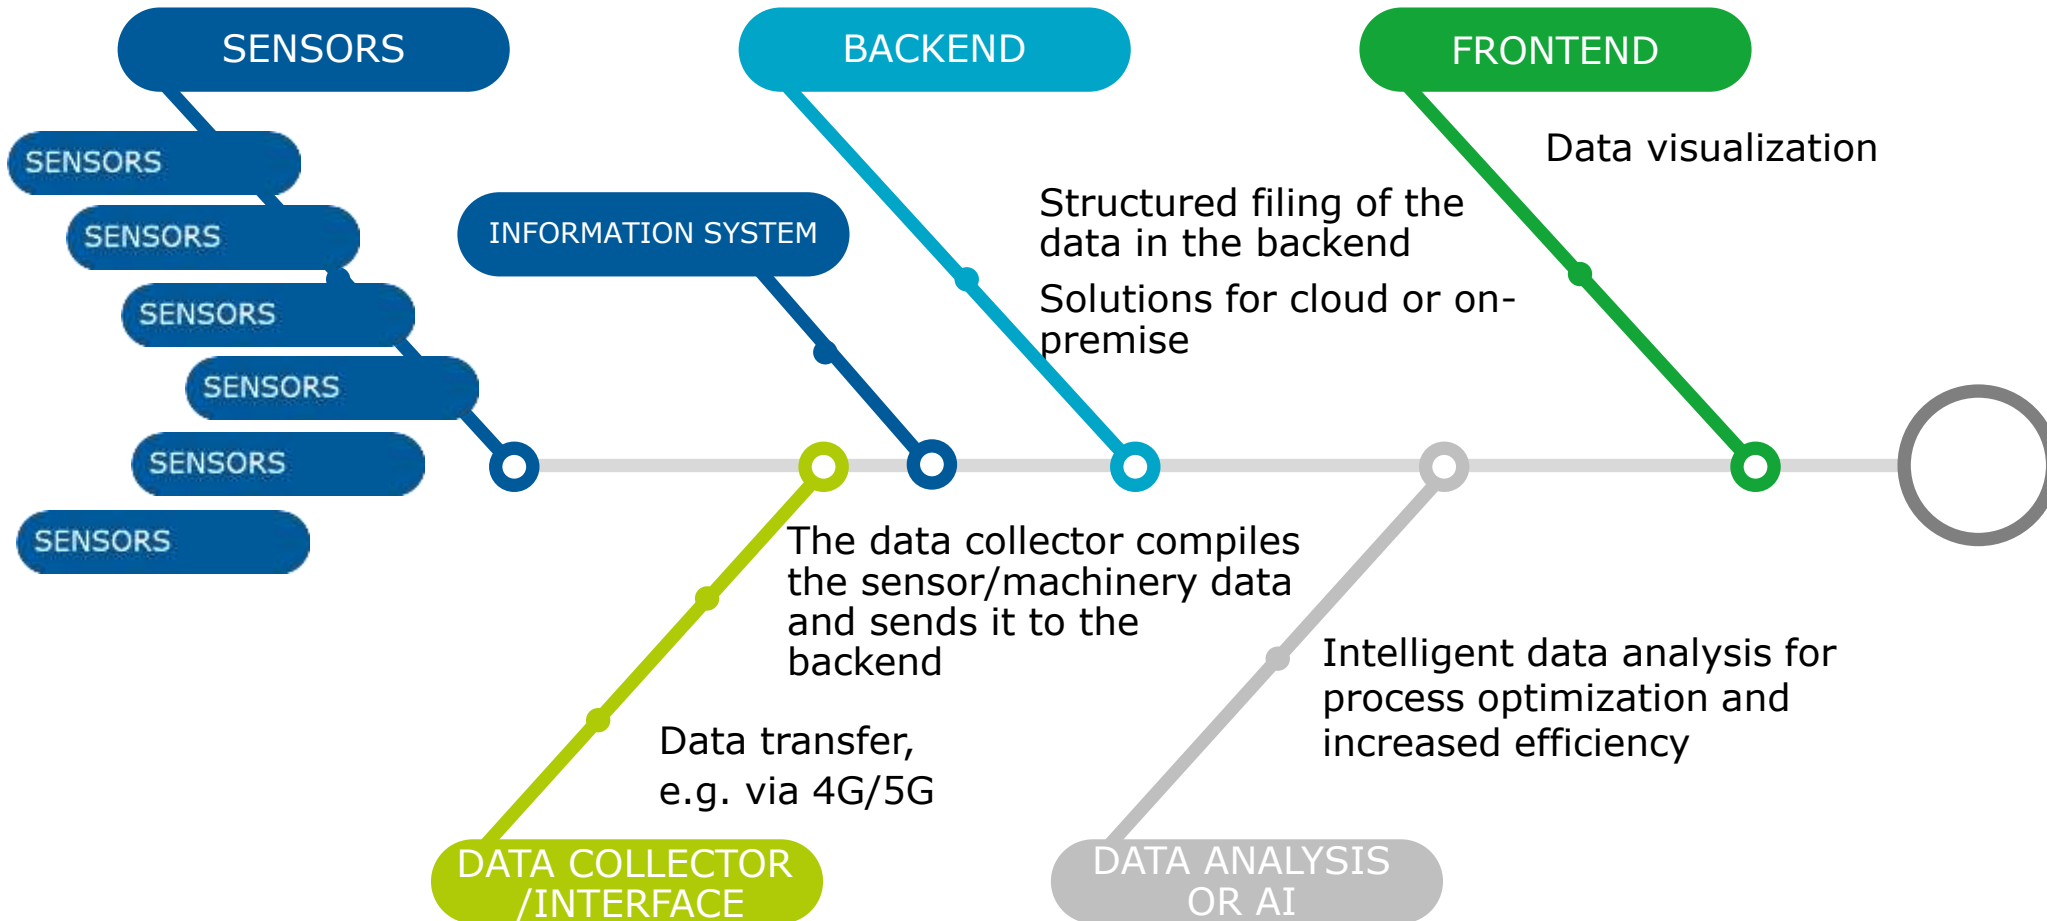 SENSORS
BACKEND
FRONTEND
SENSORS
SENSORS
SENSORS
SENSORS
SENSORS
SENSORS
INFORMATION SYSTEM
Structured filing of the
data in the backend
Solutions for cloud or on-
premise
Data visualization
The data collector compiles
the sensor/machinery data
and sends it to the
backend
Data transfer,
e.g. via 4G/5G
Intelligent data analysis for
process optimization and
increased efficiency
DATA COLLECTOR
/INTERFACE
DATA ANALYSIS
OR AI